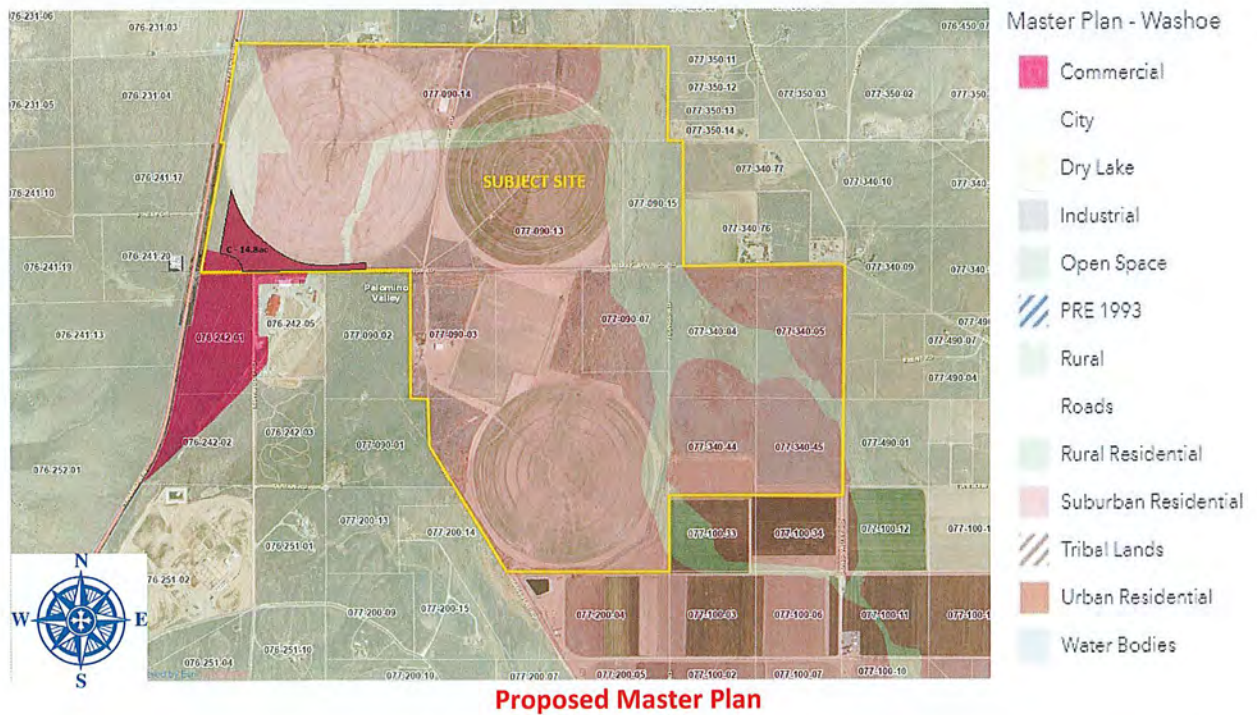 076-231-06
076-231-03
076-450-07
077-350-11
077-090-14
077-350-12
076-231-05
076-231-04
077-350-03
077-350-02
077-350-13
077-350-14
SUBJECT SITE
077-340-77
076-241-17
077-340-10
076-241-10
077-090-15
077-090-13
077-340-76
C - 14.8ac
076-241-20
076-241-19
077-340-09
Palomino
Valley
076-242-05
077-090-07
076-241-13
076-242-01
077-090-02
077-090-03
077-340-04
077-340-05
077-490-07
077-490-04
076-242-02
076-242-03
077-090-01
077-340-44
077-340-45
077-490-01
076-252-01
077-200-13
077-200-14
077-100-33
077-100-34
077-100-12
076-251-01
076-251-02
077-200-09
077-200-15
077-200-04
077-100-03
077-100-06
077-100-11
076-251-10
076-251-04
077-200-10
077-200-07
077-200-05
077-100-02
077-100-07
077-100-10
N
W
E
S
Master Plan - Washoe
Commercial
City
Dry Lake
Industrial
Open Space
PRE 1993
Rural
Roads
Rural Residential
Suburban Residential
Tribal Lands
Urban Residential
Water Bodies
Proposed Master Plan